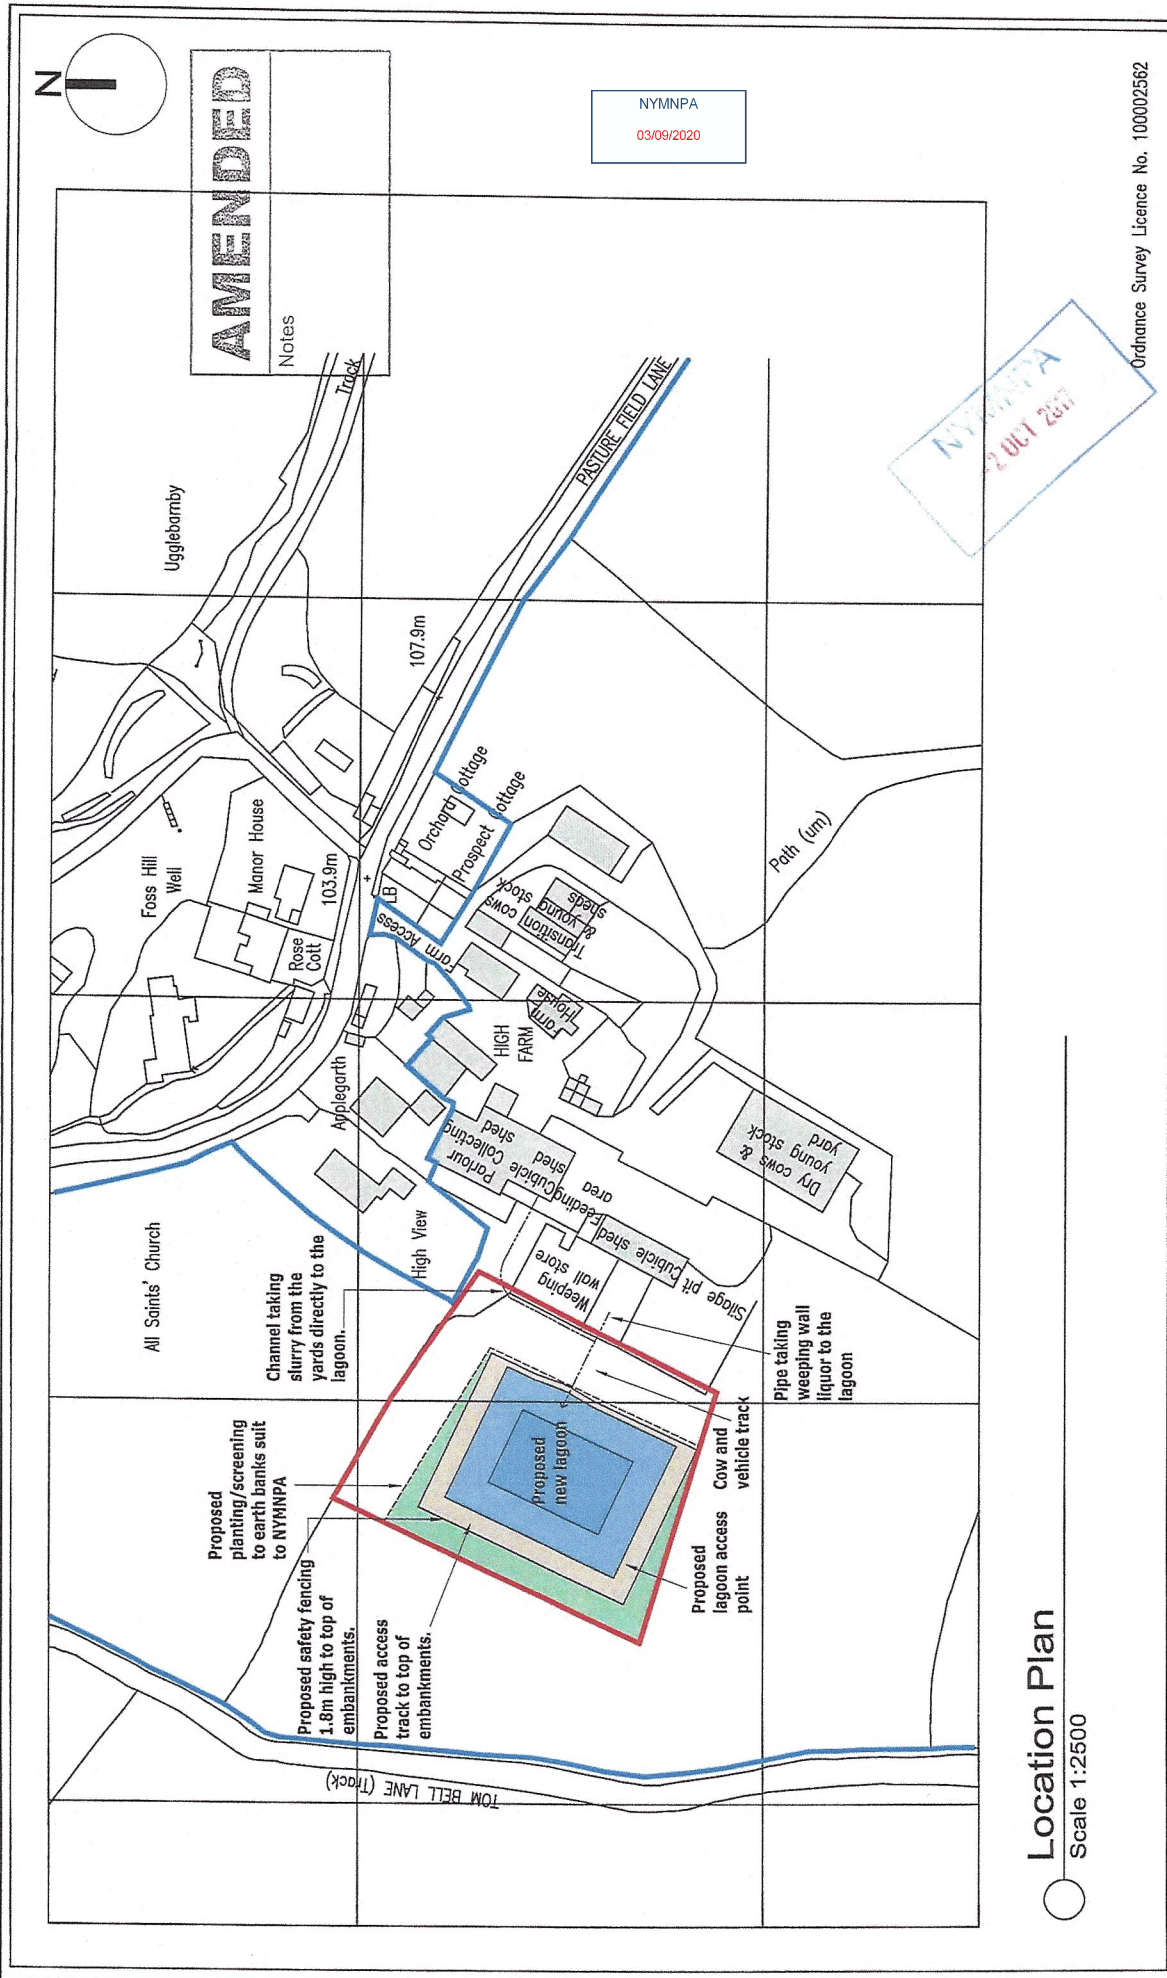 N
AMENDED
Notes
NYMNPA
03/09/2020
NYMNPA
2 OCT 2017
Ordnance Survey Licence No. 100002562
Ugglebarnby
Track
PASTURE FIELD LANE
107.9m
Foss Hill
Well
Manor House
103.9m
Rose
Cott
LB
Orchard Cottage
Prospect Cottage
Farm Access
Transition cows
& young stock
sheds
Farm
House
HIGH
FARM
Applegarth
Path (um)
Parlour
Collecting
shed
Cubicle
shed
Feeding
area
Cubicle shed
Weeping
wall store
Silage pit
Dry cows &
young stock
yard
High View
All Saints' Church
Channel taking
slurry from the
yards directly to the
lagoon.
Pipe taking
weeping wall
liquor to the
lagoon
Cow and
vehicle track
Proposed
planting/screening
to earth banks suit
to NYMNPA
Proposed
new lagoon
Proposed
lagoon access
point
Proposed safety fencing
1.8m high to top of
embankments.
Proposed access
track to top of
embankments.
TOM BELL LANE (Track)
Location Plan
Scale 1:2500